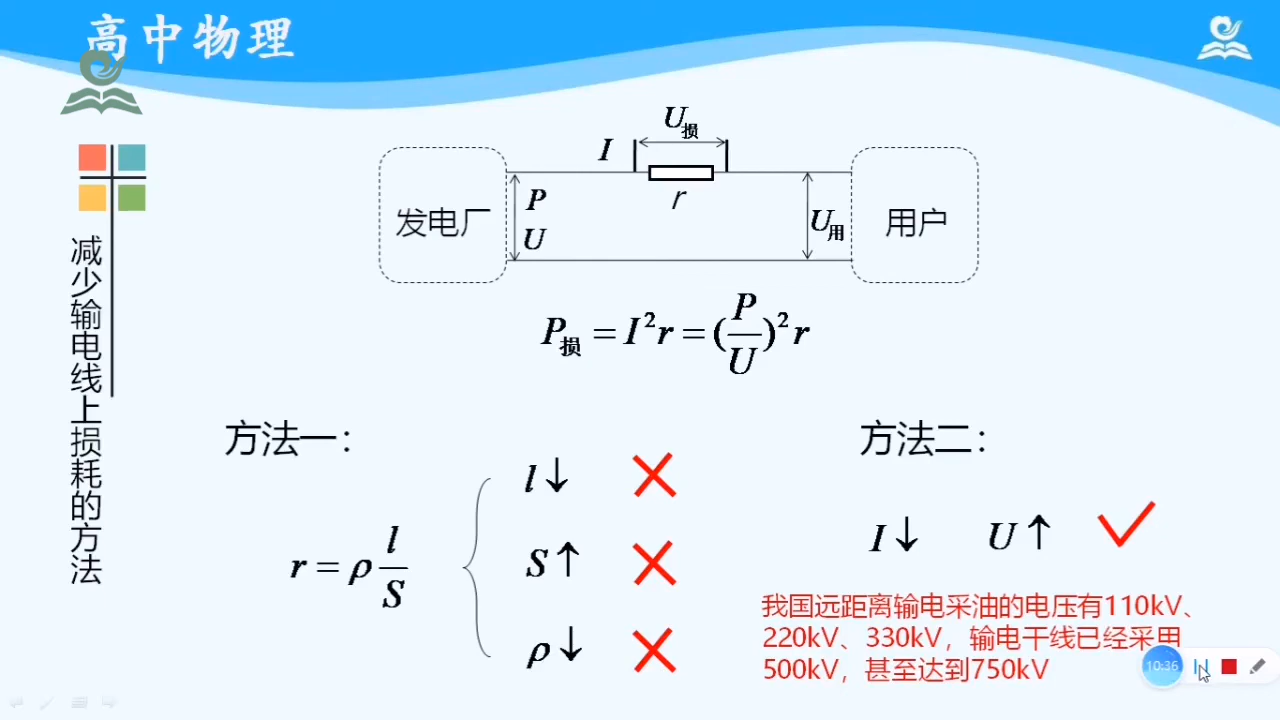 高中物理
减少输电线上损耗的方法
U损
I
r
发电厂
P
U
U用
用户
P损 = I²r = (P/U)²r
方法一：
l↓
S↑
ρ↓
r = ρ l/S
方法二：
I↓ U↑
我国远距离输电采油的电压有110kV、
220kV、330kV，输电干线已经采用
500kV，甚至达到750kV
10:36